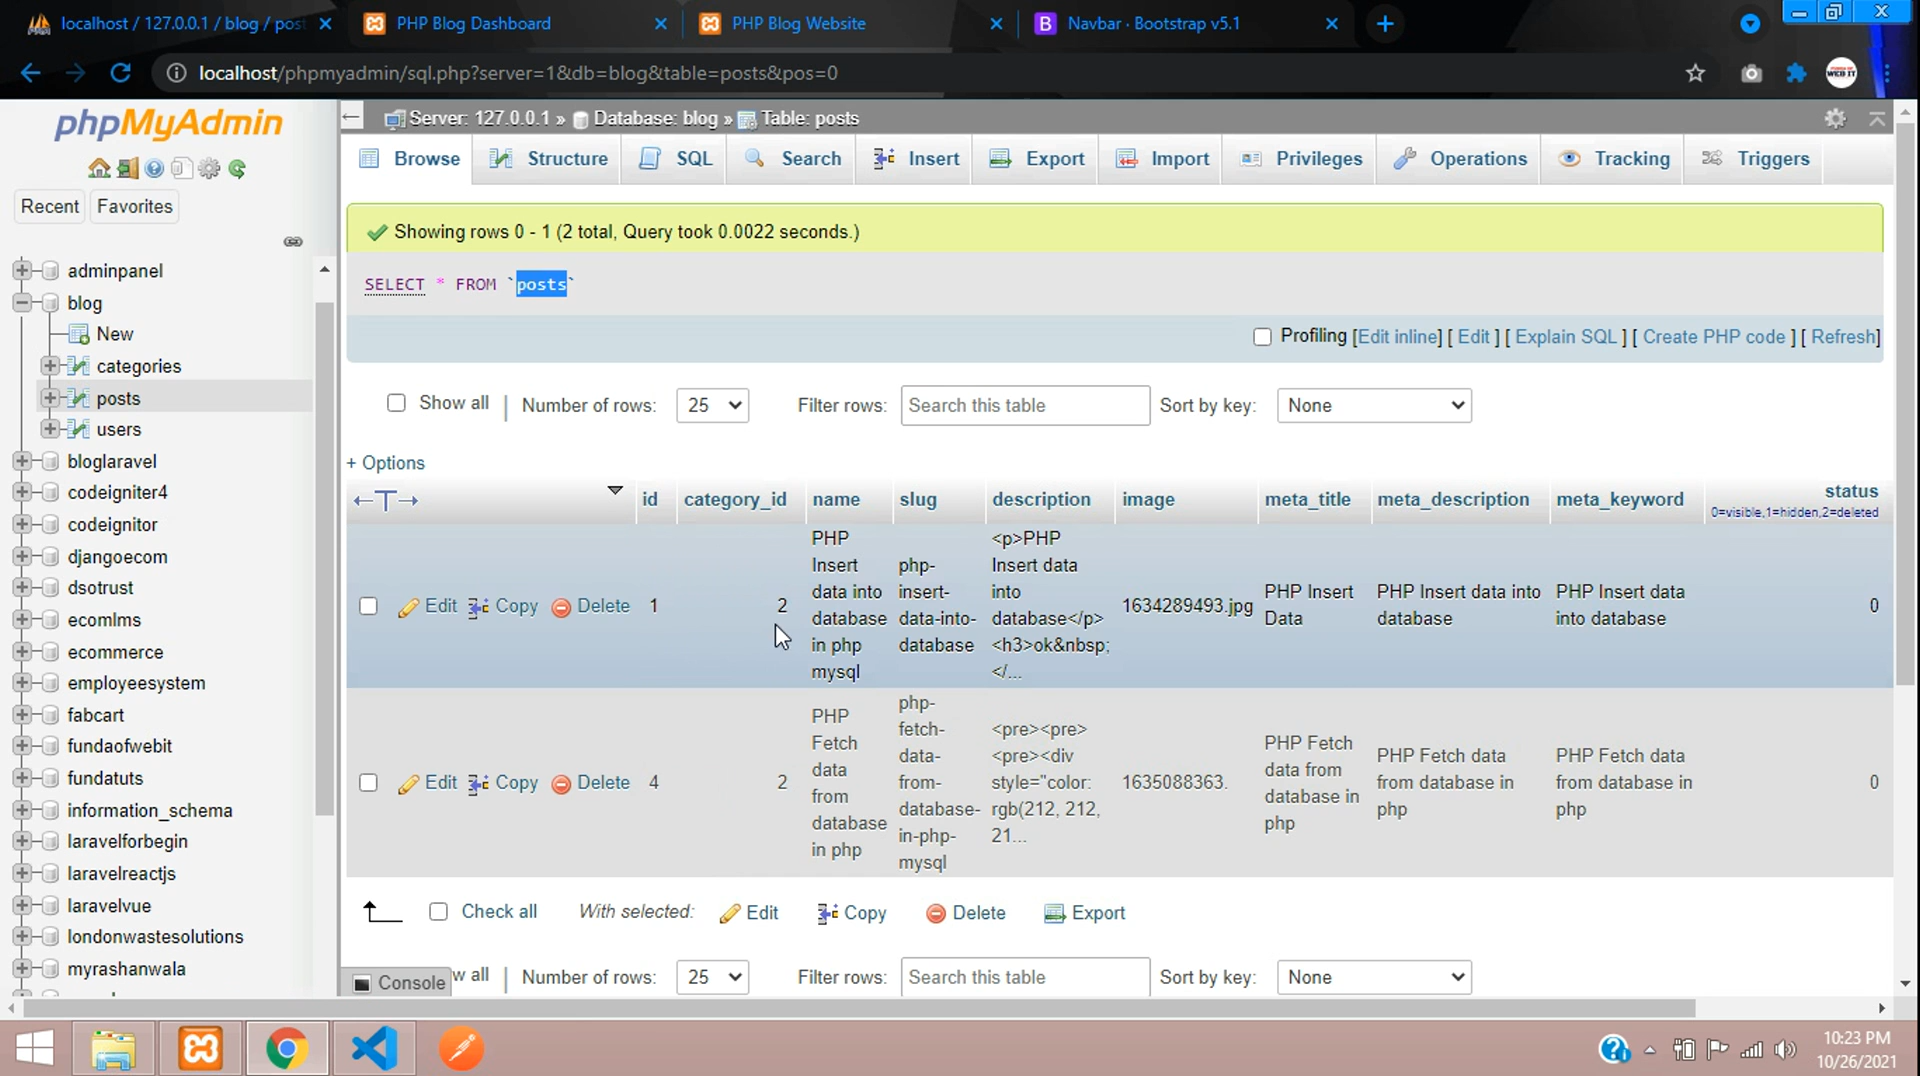 localhost / 127.0.0.1 / blog / post
PHP Blog Dashboard
PHP Blog Website
B
Navbar · Bootstrap v5.1
localhost/phpmyadmin/sql.php?server=1&db=blog&table=posts&pos=0
WEB IT
phpMyAdmin
Recent
Favorites
adminpanel
blog
New
categories
posts
users
bloglaravel
codeigniter4
codeignitor
djangoecom
dsotrust
ecomlms
ecommerce
employeesystem
fabcart
fundaofwebit
fundatuts
information_schema
laravelforbegin
laravelreactjs
laravelvue
londonwastesolutions
myrashanwala
Server: 127.0.0.1 » Database: blog » Table: posts
Browse
Structure
SQL
Search
Insert
Export
Import
Privileges
Operations
Tracking
Triggers
Showing rows 0 - 1 (2 total, Query took 0.0022 seconds.)
SELECT * FROM `posts`
Profiling [Edit inline] [ Edit ] [ Explain SQL ] [ Create PHP code ] [ Refresh]
Show all | Number of rows: 25 Filter rows: Search this table Sort by key: None
+ Options
←T→ id category_id name slug description image meta_title meta_description meta_keyword status
0=visible,1=hidden,2=deleted
Edit Copy Delete
1
2
PHP
Insert
data into
database
in php
mysql
php-
insert-
data-into-
database
<p>PHP
Insert data
into
database</p>
<h3>ok&nbsp;
</...
1634289493.jpg
PHP Insert
Data
PHP Insert data into
database
PHP Insert data
into database
0
Edit Copy Delete
4
2
PHP
Fetch
data
from
database
in php
php-
fetch-
data-
from-
database-
in-php-
mysql
<pre><pre>
<pre><div
style="color:
rgb(212, 212,
21...
1635088363.
PHP Fetch
data from
database in
php
PHP Fetch data
from database in
php
PHP Fetch data
from database in
php
0
Check all With selected: Edit Copy Delete Export
Console
w all | Number of rows: 25 Filter rows: Search this table Sort by key: None
10:23 PM
10/26/2021